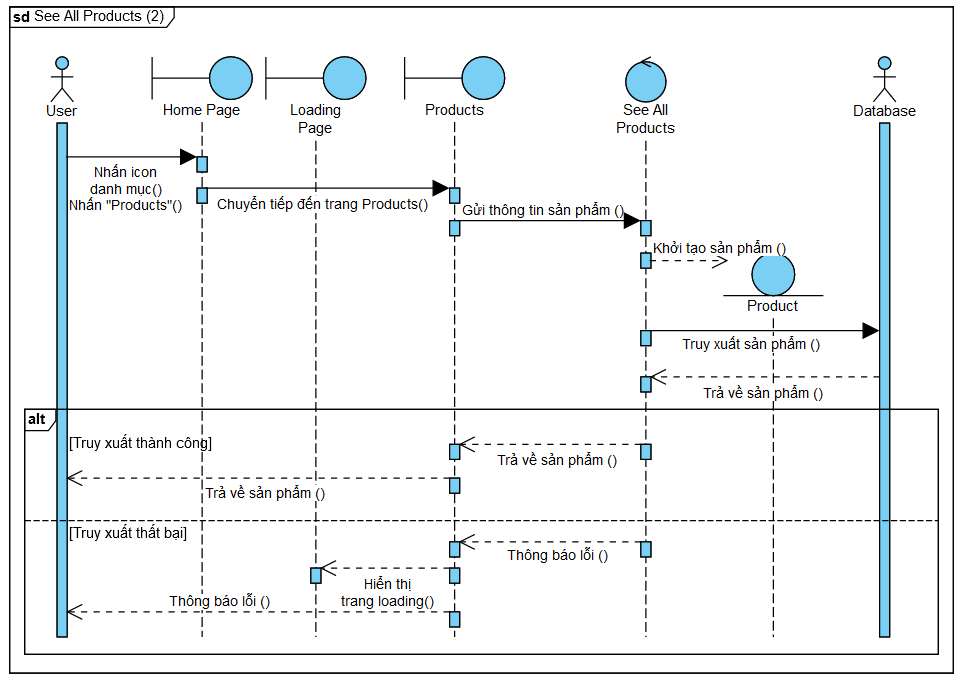 sd See All Products (2)
User
Home Page
Loading
Page
Products
See All
Products
Database
Nhấn icon
danh mục()
Nhấn "Products"()
Chuyển tiếp đến trang Products()
Gửi thông tin sản phẩm ()
Khởi tạo sản phẩm ()
Product
Truy xuất sản phẩm ()
Trả về sản phẩm ()
alt
[Truy xuất thành công]
Trả về sản phẩm ()
Trả về sản phẩm ()
[Truy xuất thất bại]
Thông báo lỗi ()
Hiển thị
trang loading()
Thông báo lỗi ()